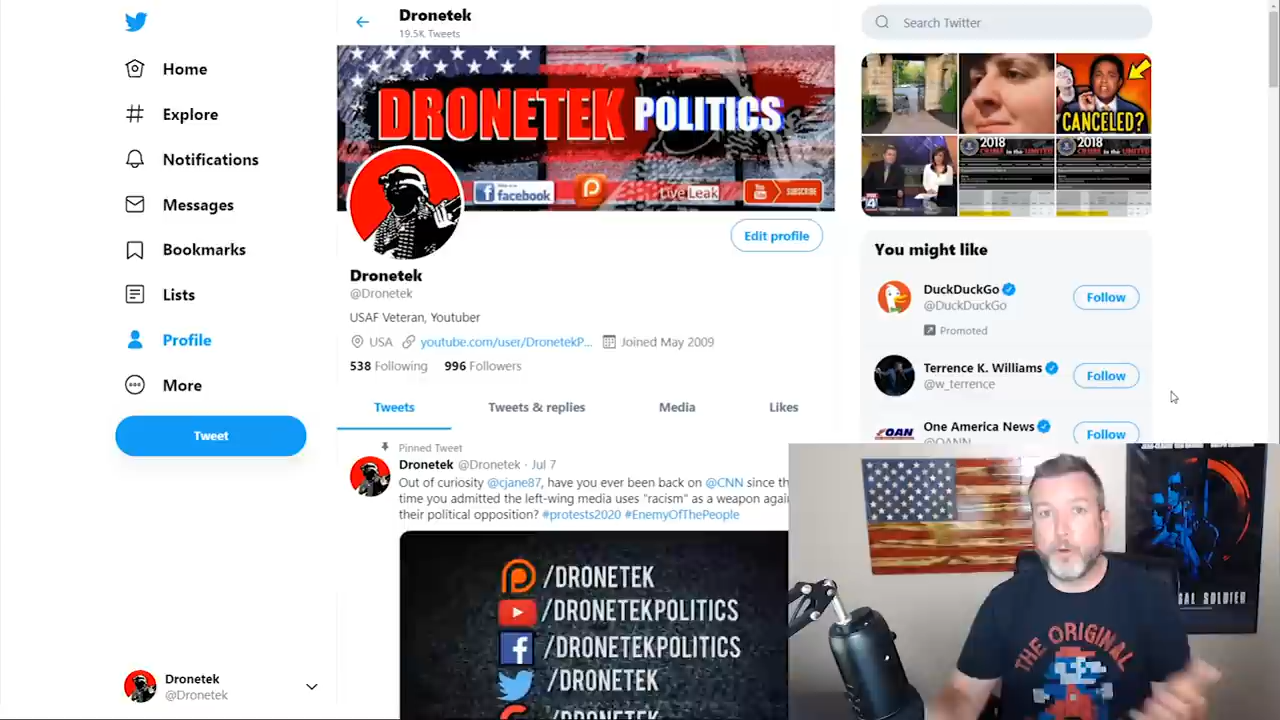 Dronetek
19.5K Tweets
Search Twitter
Home
Explore
Notifications
Messages
Bookmarks
Lists
Profile
More
Tweet
DRONETEK POLITICS
facebook
LiveLeak
You
SUBSCRIBE
Edit profile
Dronetek
@Dronetek
USAF Veteran, Youtuber
USA youtube.com/user/DronetekP... Joined May 2009
538 Following 996 Followers
Tweets Tweets & replies Media Likes
Pinned Tweet
Dronetek @Dronetek · Jul 7
Out of curiosity @cjane87, have you ever been back on @CNN since th
time you admitted the left-wing media uses "racism" as a weapon agai
their political opposition? #protests2020 #EnemyOfThePeople
/DRONETEK
/DRONETEKPOLITICS
/DRONETEKPOLITICS
/DRONETEK
CANCELED?
2018
2018
You might like
DuckDuckGo
@DuckDuckGo
Promoted
Follow
Terrence K. Williams
@w_terrence
Follow
OAN
One America News
@OANN
Follow
THE ORIGINAL
SAL SOLDIER
Dronetek
@Dronetek